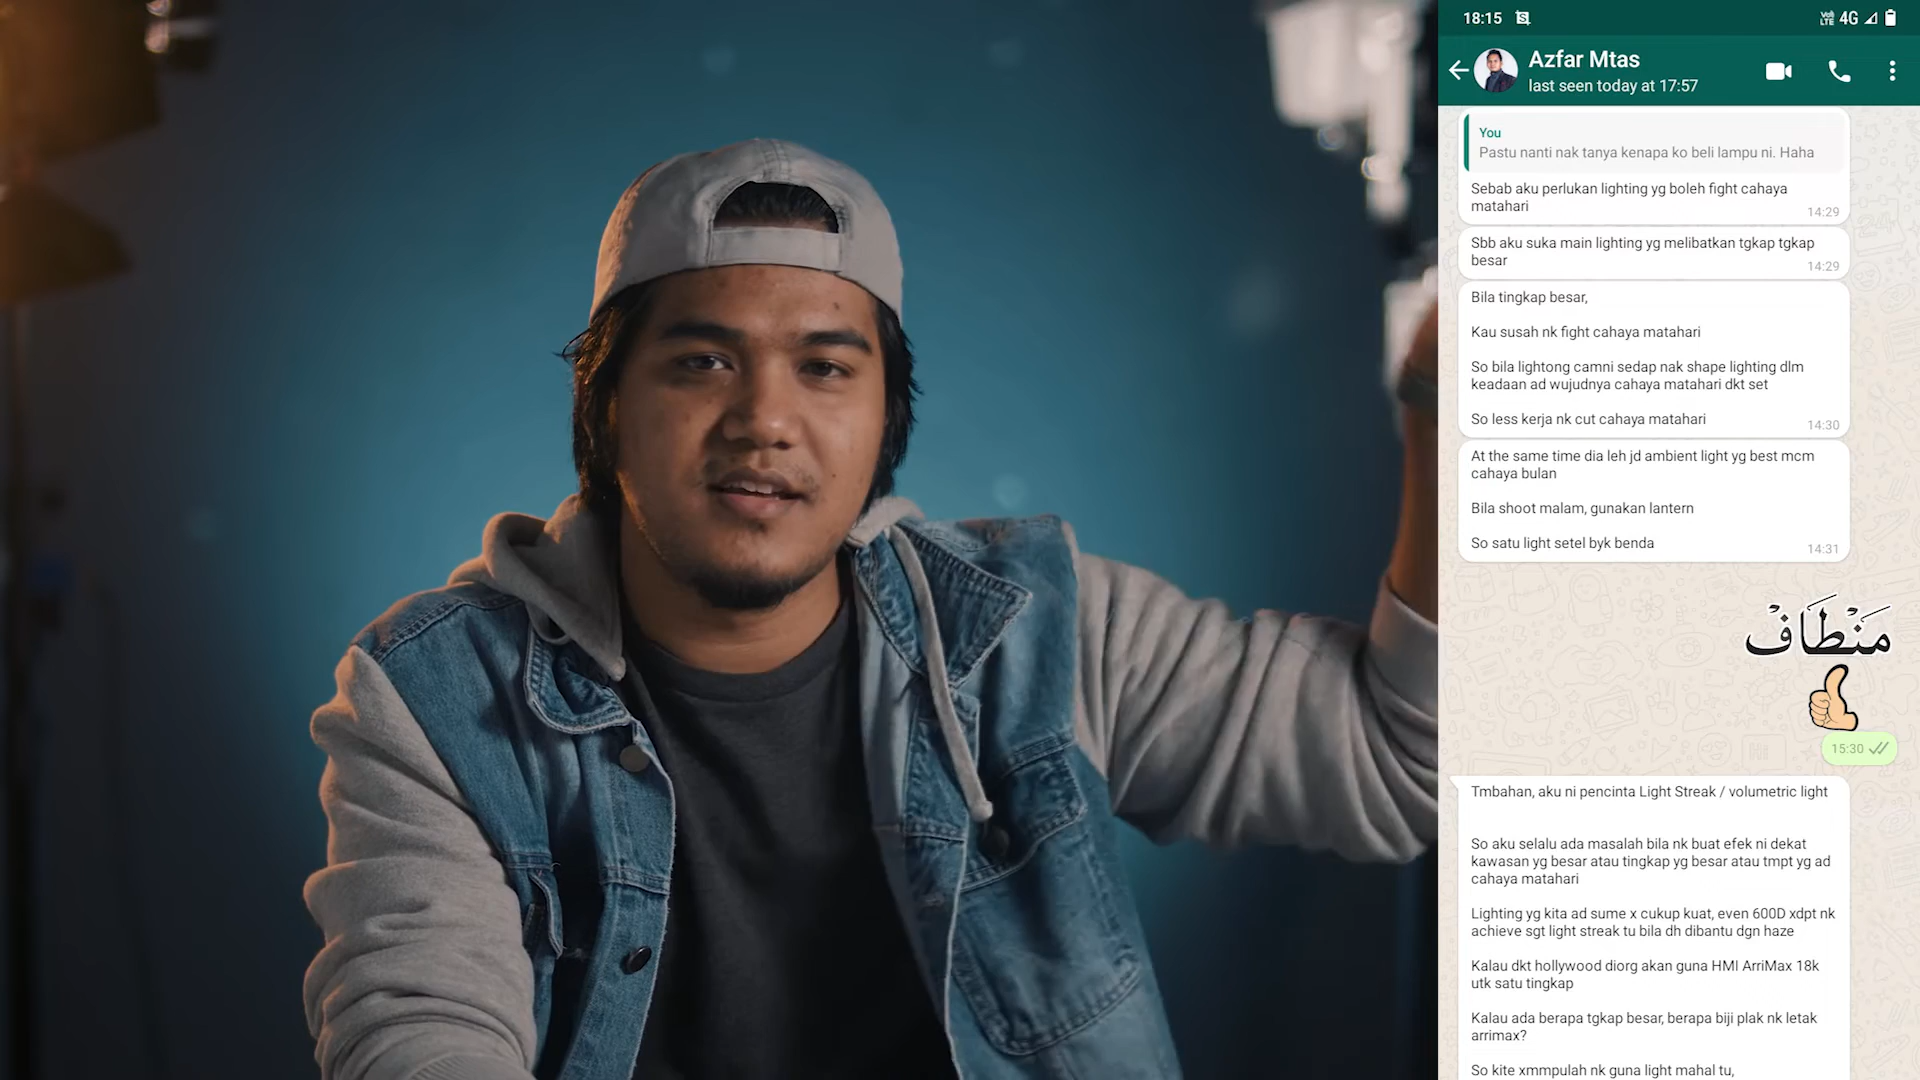 18:15
VoI) LTE 4G
Azfar Mtas
last seen today at 17:57
You
Pastu nanti nak tanya kenapa ko beli lampu ni. Haha
Sebab aku perlukan lighting yg boleh fight cahaya
matahari
14:29
Sbb aku suka main lighting yg melibatkan tgkap tgkap
besar
14:29
Bila tingkap besar,
Kau susah nk fight cahaya matahari
So bila lightong camni sedap nak shape lighting dlm
keadaan ad wujudnya cahaya matahari dkt set
So less kerja nk cut cahaya matahari
14:30
At the same time dia leh jd ambient light yg best mcm
cahaya bulan
Bila shoot malam, gunakan lantern
So satu light setel byk benda
14:31
مَنْطَافْ
15:30
Tmbahan, aku ni pencinta Light Streak / volumetric light
So aku selalu ada masalah bila nk buat efek ni dekat
kawasan yg besar atau tingkap yg besar atau tmpt yg ad
cahaya matahari
Lighting yg kita ad sume x cukup kuat, even 600D xdpt nk
achieve sgt light streak tu bila dh dibantu dgn haze
Kalau dkt hollywood diorg akan guna HMI ArriMax 18k
utk satu tingkap
Kalau ada berapa tgkap besar, berapa biji plak nk letak
arrimax?
So kite xmmpulah nk guna light mahal tu,